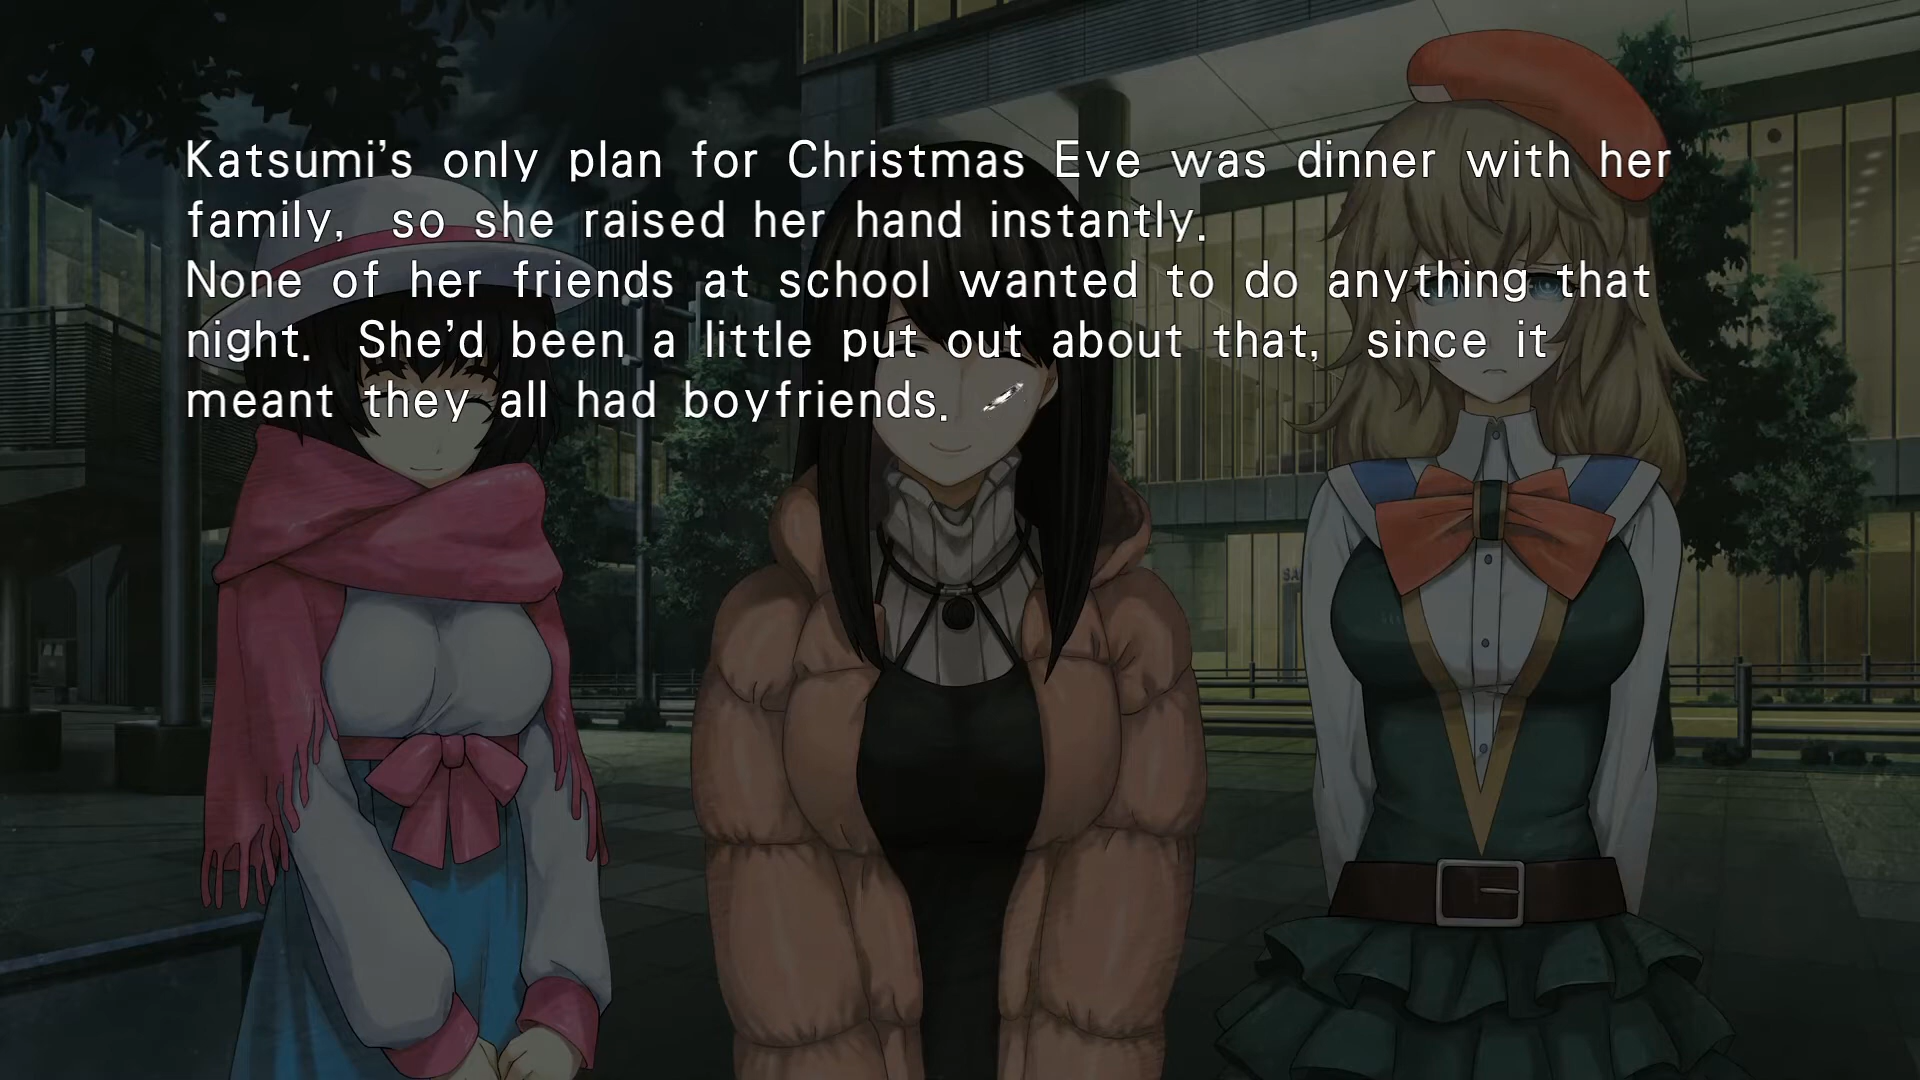 Katsumi’s only plan for Christmas Eve was dinner with her
family, so she raised her hand instantly.
None of her friends at school wanted to do anything that
night. She’d been a little put out about that, since it
meant they all had boyfriends.